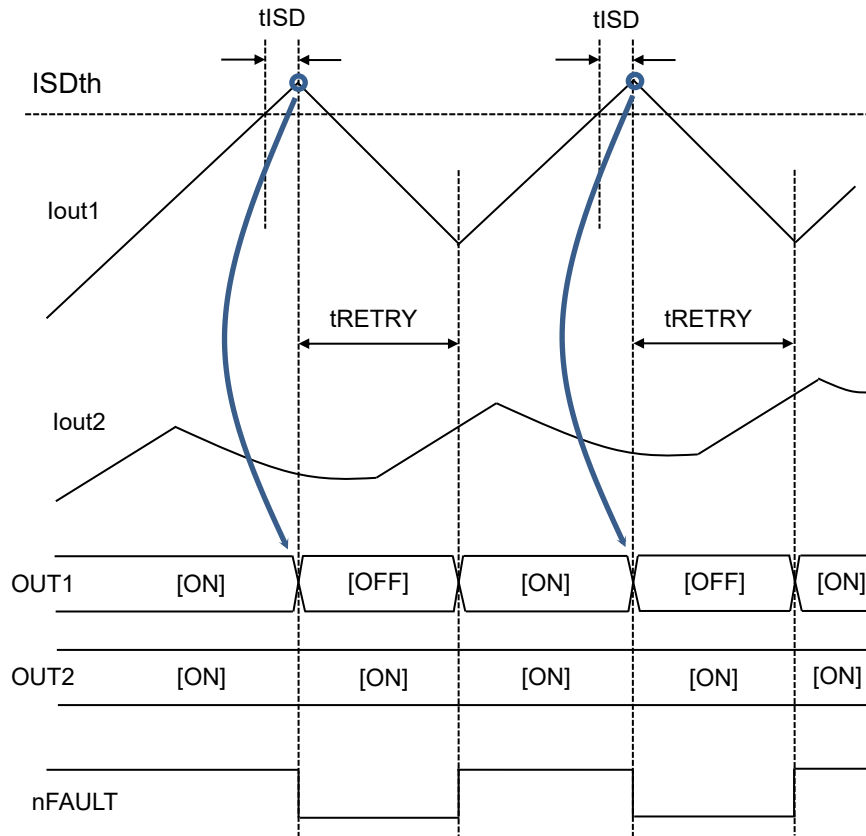 tISD tISD
ISDth
Iout1
tRETRY tRETRY
Iout2
OUT1 [ON] [OFF] [ON] [OFF] [ON]
OUT2 [ON] [ON] [ON] [ON] [ON]
nFAULT